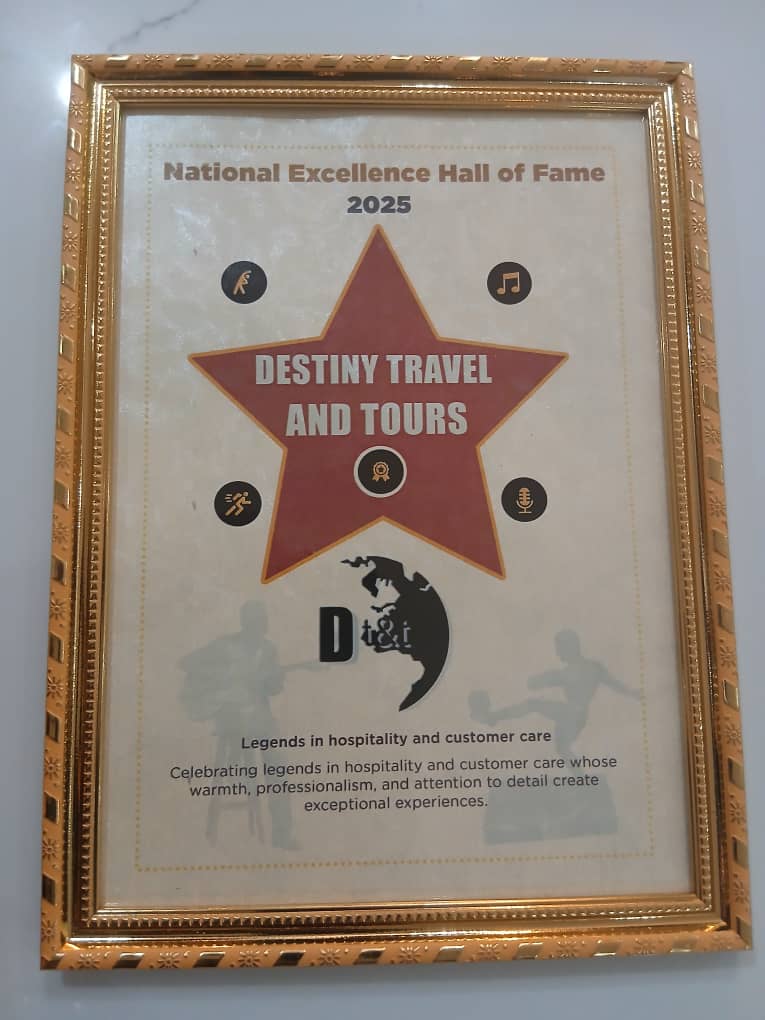 National Excellence Hall of Fame
2025
DESTINY TRAVEL
AND TOURS
D t&t
Legends in hospitality and customer care
Celebrating legends in hospitality and customer care whose
warmth, professionalism, and attention to detail create
exceptional experiences.